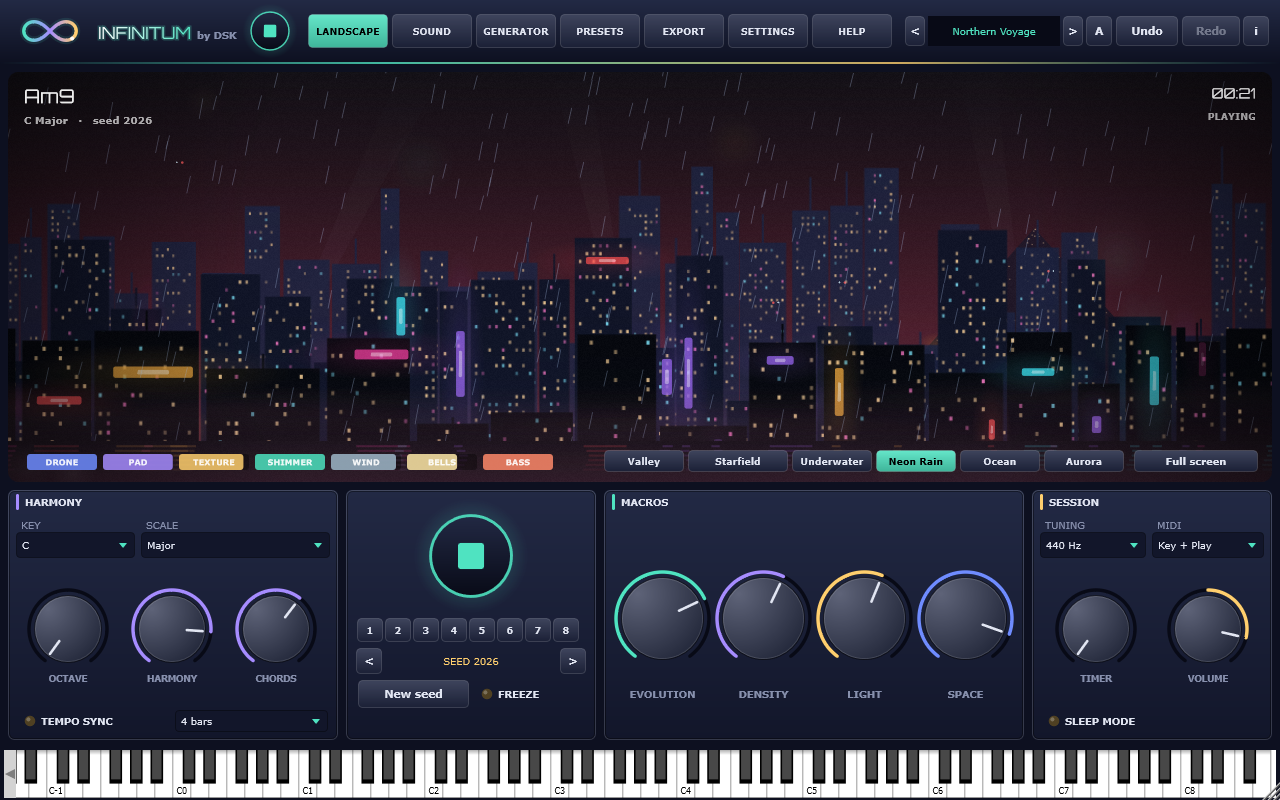 INFINITUM by DSK
LANDSCAPE
SOUND
GENERATOR
PRESETS
EXPORT
SETTINGS
HELP
<
Northern Voyage
>
A
Undo
Redo
i
Am9
C Major · seed 2026
00:21
PLAYING
DRONE
PAD
TEXTURE
SHIMMER
WIND
BELLS
BASS
Valley
Starfield
Underwater
Neon Rain
Ocean
Aurora
Full screen
HARMONY
KEY
SCALE
C
Major
OCTAVE
HARMONY
CHORDS
TEMPO SYNC
4 bars
1 2 3 4 5 6 7 8
<
SEED 2026
>
New seed
FREEZE
MACROS
EVOLUTION
DENSITY
LIGHT
SPACE
SESSION
TUNING
MIDI
440 Hz
Key + Play
TIMER
VOLUME
SLEEP MODE
C-1
C0
C1
C2
C3
C4
C5
C6
C7
C8